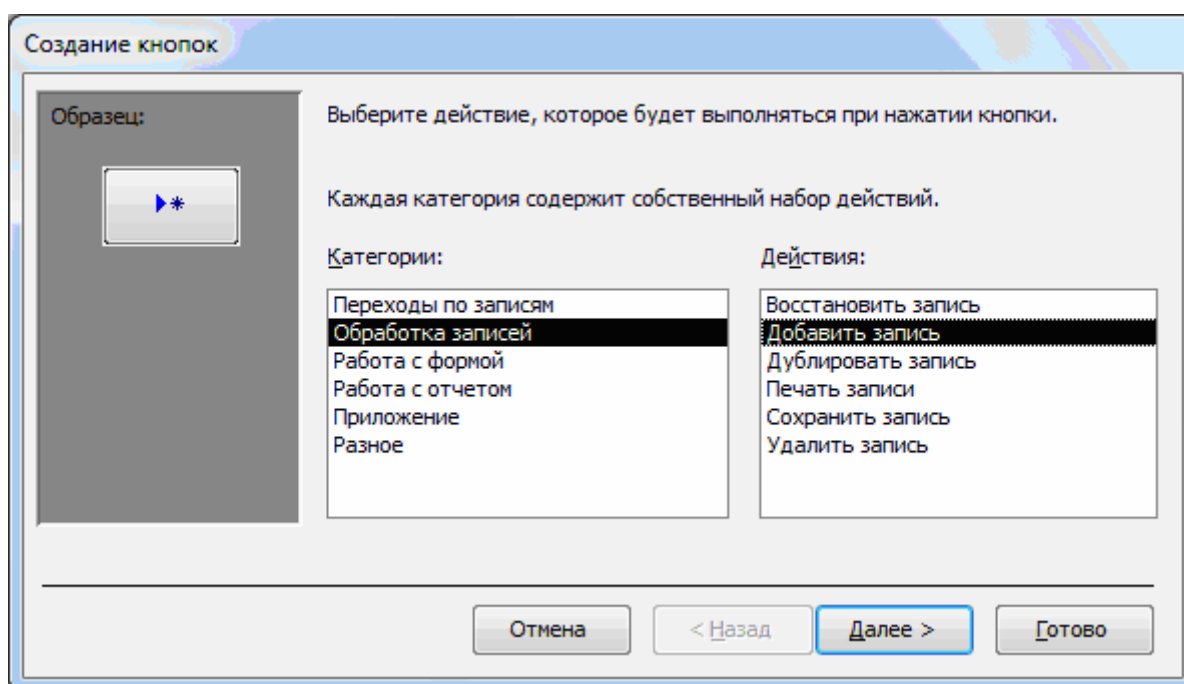 Создание кнопок
Образец:
Выберите действие, которое будет выполняться при нажатии кнопки.
Каждая категория содержит собственный набор действий.
Категории:
Переходы по записям
Обработка записей
Работа с формой
Работа с отчетом
Приложение
Разное
Действия:
Восстановить запись
Добавить запись
Дублировать запись
Печать записи
Сохранить запись
Удалить запись
Отмена
< Назад
Далее >
Готово